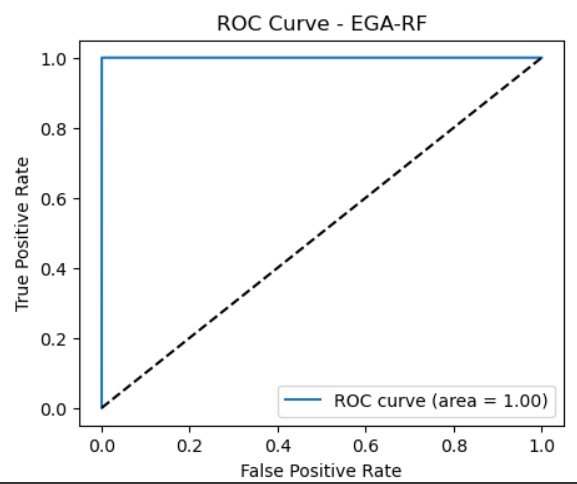 ROC Curve - EGA-RF
1.0
0.8
0.6
0.4
0.2
0.0
True Positive Rate
ROC curve (area = 1.00)
0.0 0.2 0.4 0.6 0.8 1.0
False Positive Rate